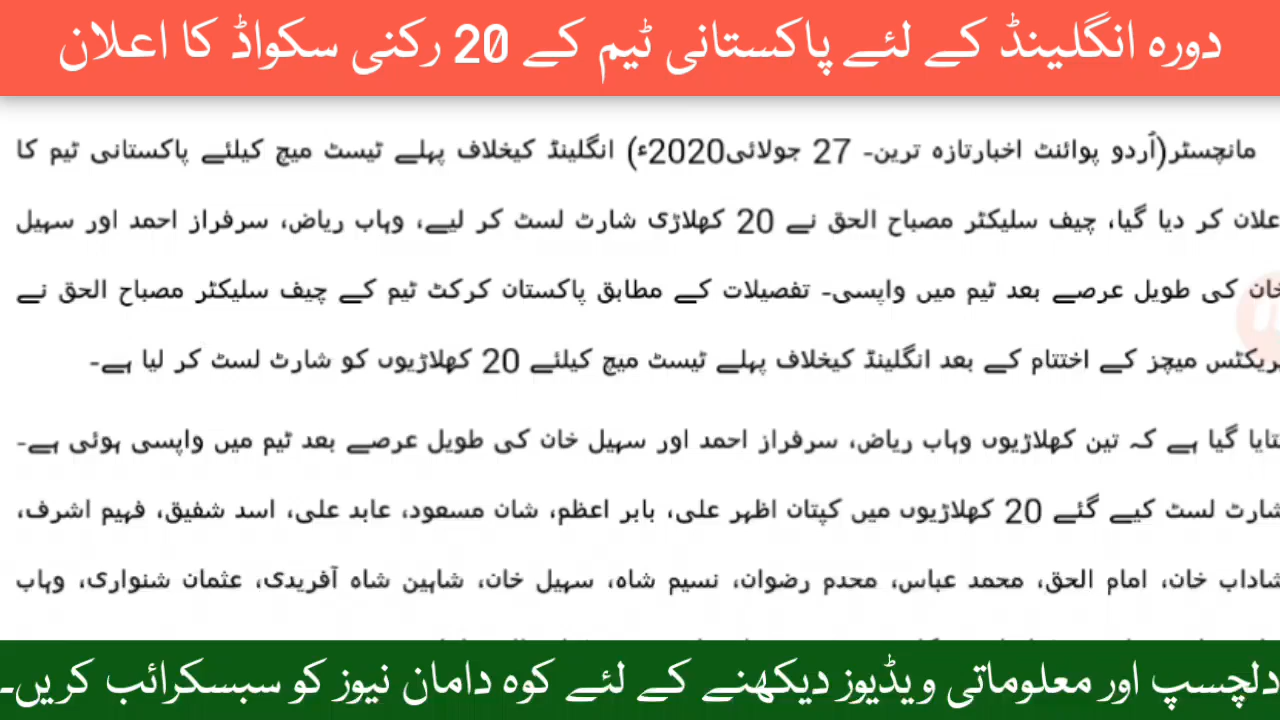 دورہ انگلینڈ کے لئے پاکستانی ٹیم کے 20 رکنی سکواڈ کا اعلان
مانچسٹر(اُردو پوائنٹ اخبارتازہ ترین۔ 27 جولائی2020ء) انگلینڈ کیخلاف پہلے ٹیسٹ میچ کیلئے پاکستانی ٹیم کا
علان کر دیا گیا، چیف سلیکٹر مصباح الحق نے 20 کھلاڑی شارٹ لسٹ کر لیے، وہاب ریاض، سرفراز احمد اور سہیل
خان کی طویل عرصے بعد ٹیم میں واپسی۔ تفصیلات کے مطابق پاکستان کرکٹ ٹیم کے چیف سلیکٹر مصباح الحق نے
ریکٹس میچز کے اختتام کے بعد انگلینڈ کیخلاف پہلے ٹیسٹ میچ کیلئے 20 کھلاڑیوں کو شارٹ لسٹ کر لیا ہے۔
تایا گیا ہے کہ تین کھلاڑیوں وہاب ریاض، سرفراز احمد اور سہیل خان کی طویل عرصے بعد ٹیم میں واپسی ہوئی ہے۔
شارٹ لسٹ کیے گئے 20 کھلاڑیوں میں کپتان اظہر علی، بابر اعظم، شان مسعود، عابد علی، اسد شفیق، فہیم اشرف،
شاداب خان، امام الحق، محمد عباس، محدم رضوان، نسیم شاہ، سہیل خان، شاہین شاہ آفریدی، عثمان شنواری، وہاب
دلچسپ اور معلوماتی ویڈیوز دیکھنے کے لئے کوہ دامان نیوز کو سبسکرائب کریں۔